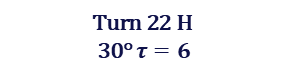 Turn 22 H
30° τ = 6